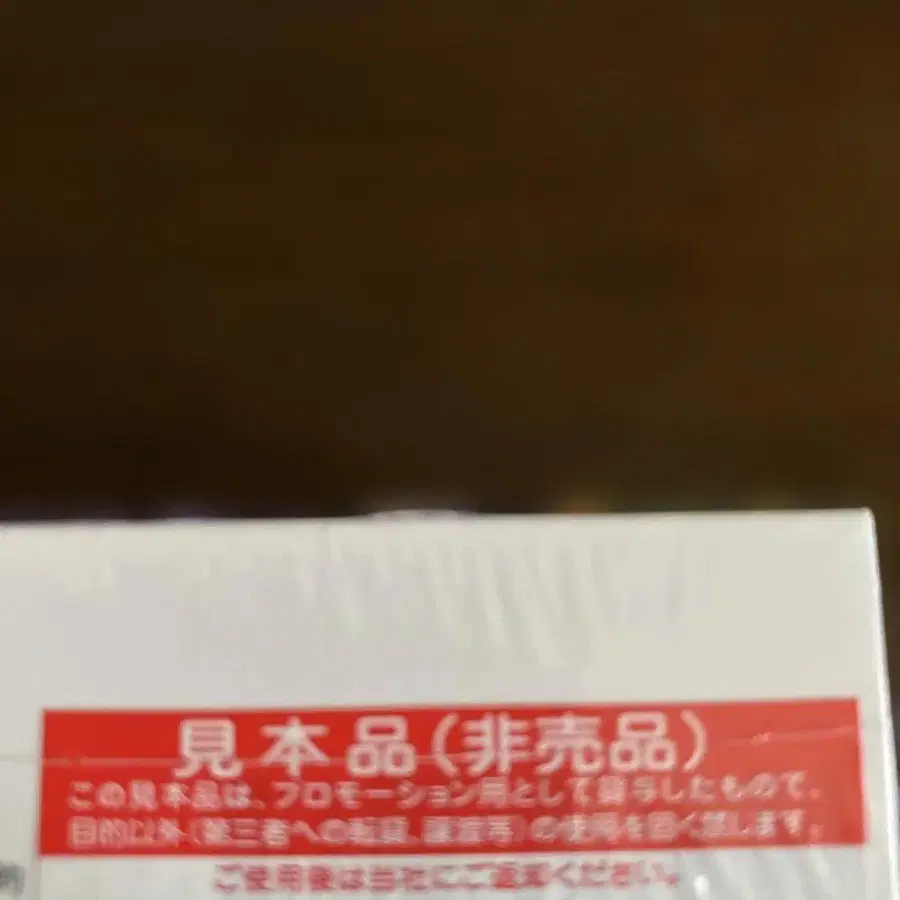 見本品(非売品)
この見本品は、プロモーション用として貸与したもので、
目的以外(第三者への転貸、譲渡等)の使用を固く禁じます。
ご使用後は当社にご返却ください。